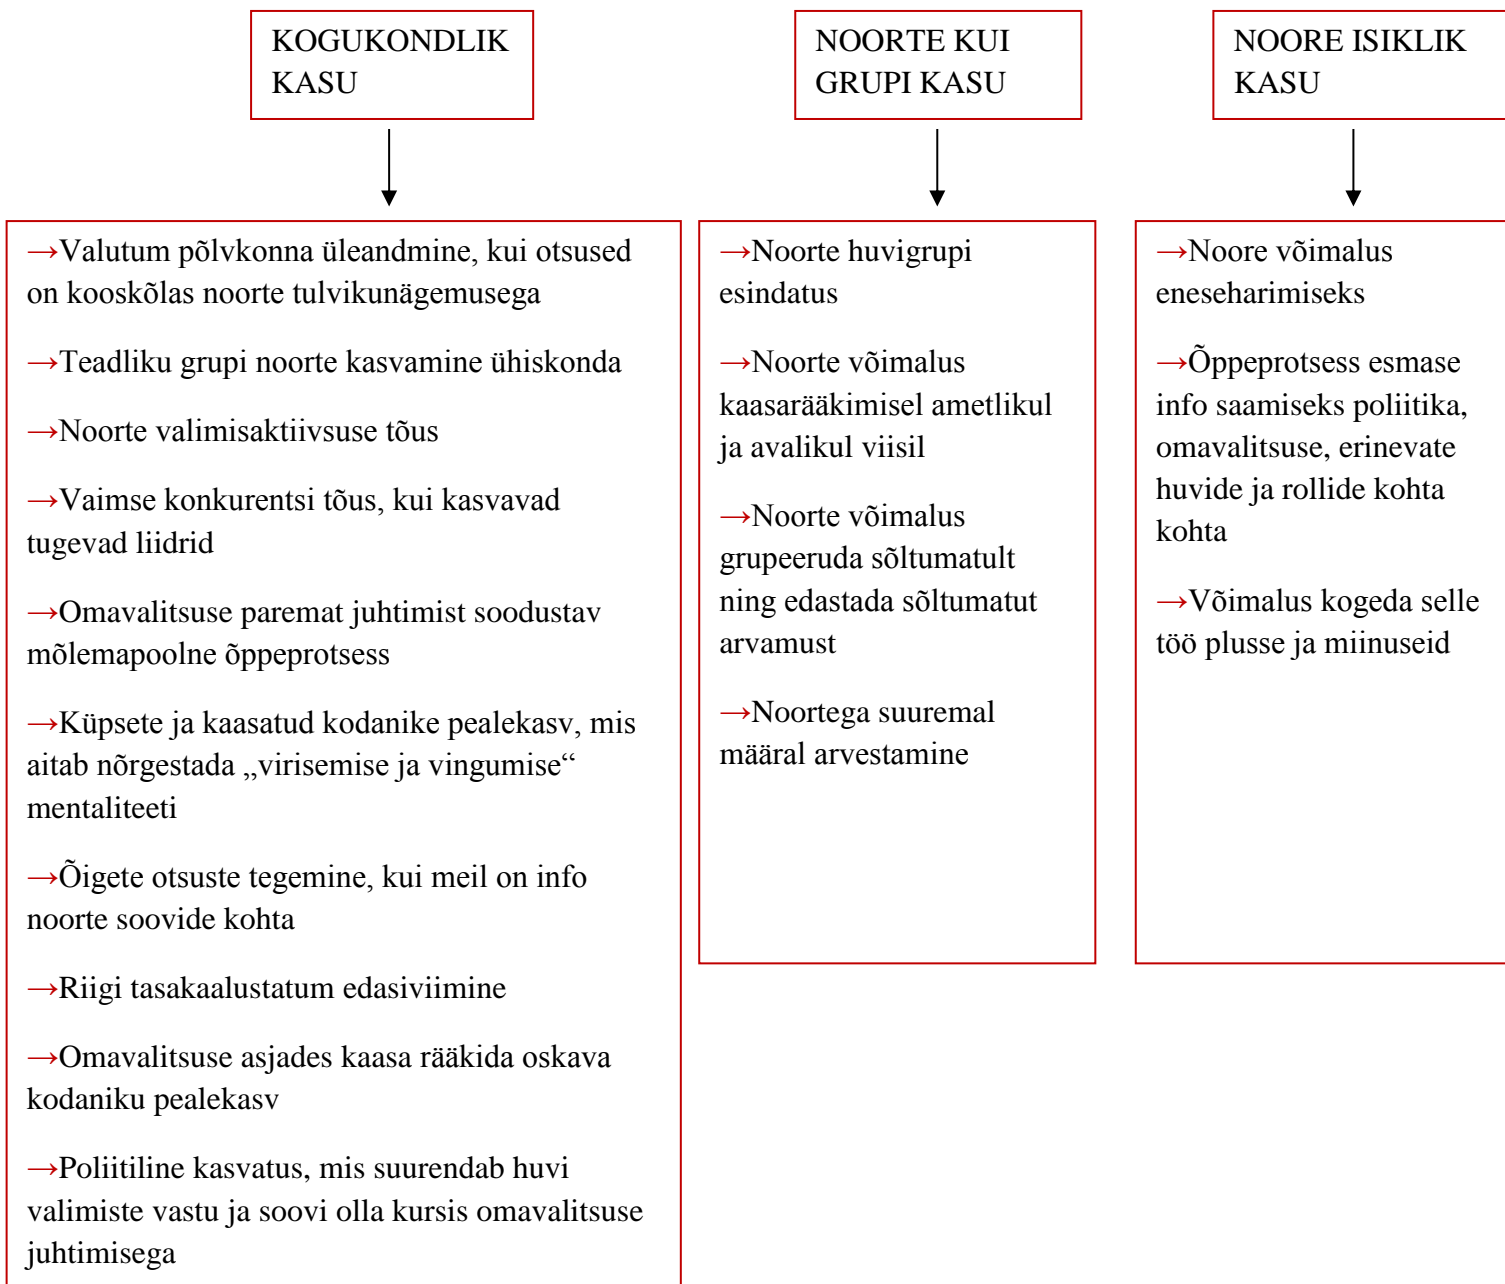 KOGUKONDLIK
KASU
→Valutum põlvkonna üleandmine, kui otsused
on kooskõlas noorte tulvikunägemusega
→Teadliku grupi noorte kasvamine ühiskonda
→Noorte valimisaktiivsuse tõus
→Vaimse konkurentsi tõus, kui kasvavad
tugevad liidrid
→Omavalitsuse paremat juhtimist soodustav
mõlemapoolne õppeprotsess
→Küpsete ja kaasatud kodanike pealekasv, mis
aitab nõrgestada „virisemise ja vingumise“
mentaliteeti
→Õigete otsuste tegemine, kui meil on info
noorte soovide kohta
→Riigi tasakaalustatum edasiviimine
→Omavalitsuse asjades kaasa rääkida oskava
kodaniku pealekasv
→Poliitiline kasvatus, mis suurendab huvi
valimiste vastu ja soovi olla kursis omavalitsuse
juhtimisega
NOORTE KUI
GRUPI KASU
→Noorte huvigrupi
esindatus
→Noorte võimalus
kaasarääkimisel ametlikul
ja avalikul viisil
→Noorte võimalus
grupeeruda sõltumatult
ning edastada sõltumatut
arvamust
→Noortega suuremal
määral arvestamine
NOORE ISIKLIK
KASU
→Noore võimalus
eneseharimiseks
→Õppeprotsess esmase
info saamiseks poliitika,
omavalitsuse, erinevate
huvide ja rollide kohta
kohta
→Võimalus kogeda selle
töö plusse ja miinuseid